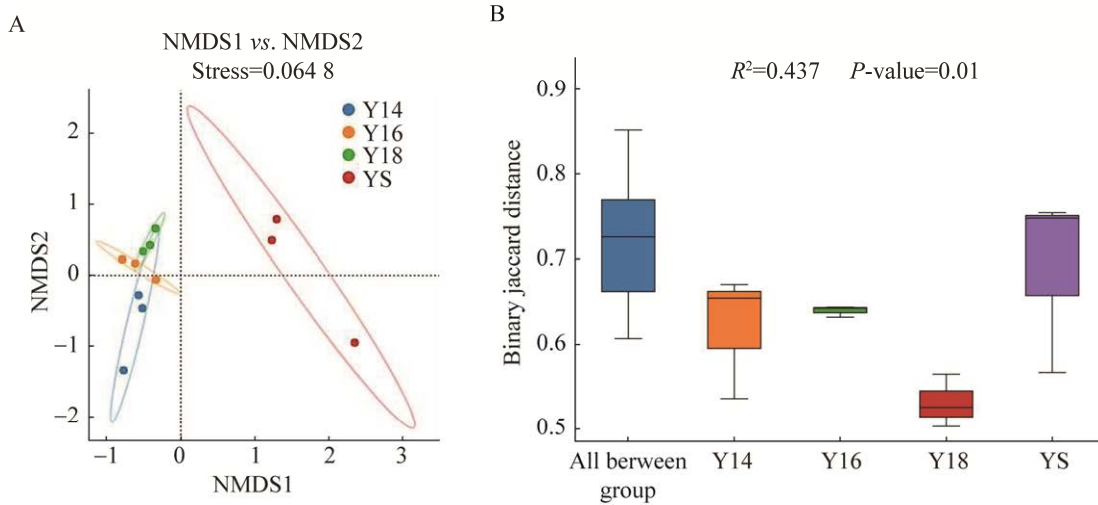 A
NMDS1 vs. NMDS2
Stress=0.064 8
Y14
Y16
Y18
YS
2
1
0
−1
−2
NMDS2
−1
0
1
2
3
NMDS1
B
R²=0.437 P-value=0.01
0.9
0.8
0.7
0.6
0.5
Binary jaccard distance
All berween
group
Y14
Y16
Y18
YS